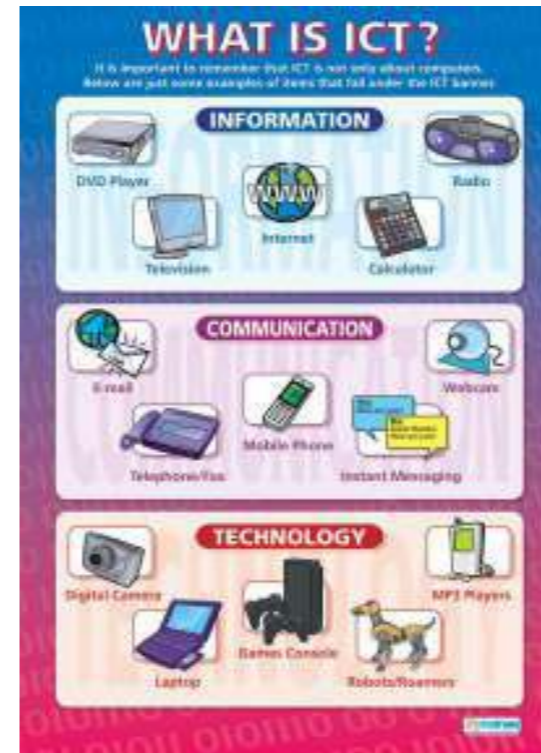 WHAT IS ICT?
It is important to remember that ICT is not only about computers.
Below are just some examples of items that fall under the ICT banner
INFORMATION
DVD Player
Radio
WWW
Internet
Television
Calculator
COMMUNICATION
E-mail
Webcam
Mobile Phone
Telephone/Fax
Instant Messaging
TECHNOLOGY
Digital Camera
MP3 Players
Games Console
Laptop
Robots/Roamers